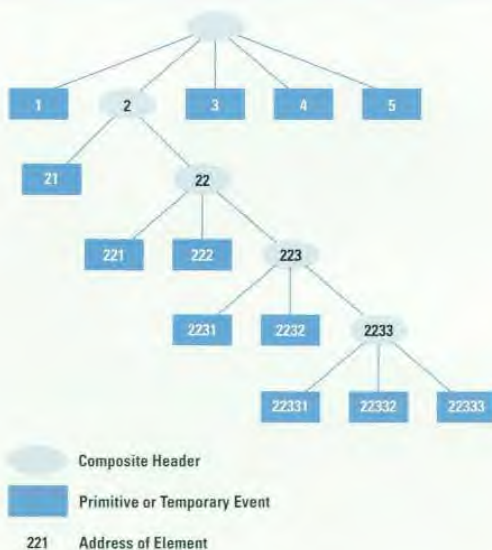 1 2 3 4 5
21 22
221 222 223
2231 2232 2233
22331 22332 22333
Composite Header
Primitive or Temporary Event
221 Address of Element